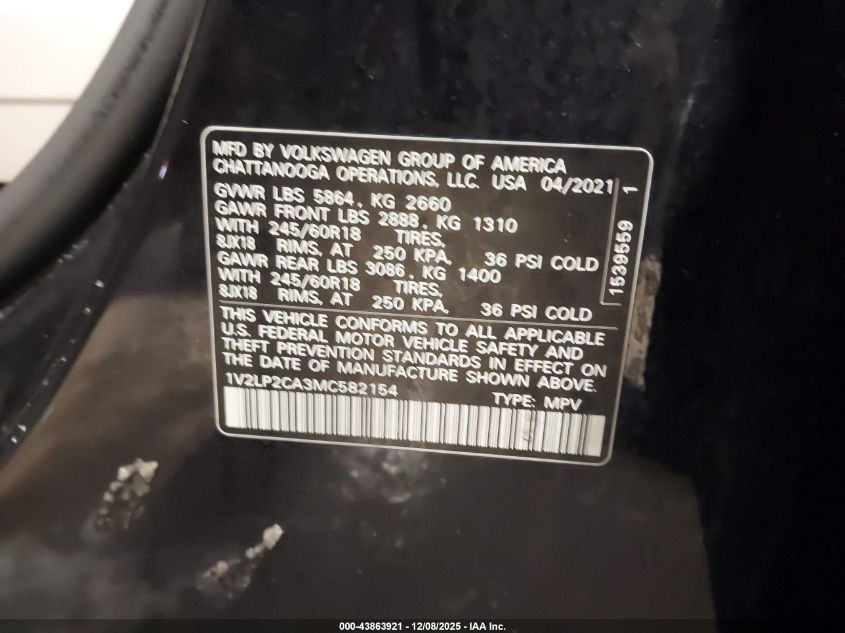 MFD BY VOLKSWAGEN GROUP OF AMERICA
CHATTANOOGA OPERATIONS, LLC. USA 04/2021
GVWR LBS 5864, KG 2660
GAWR FRONT LBS 2888, KG 1310
WITH 245/60R18 TIRES,
8JX18 RIMS, AT 250 KPA, 36 PSI COLD
GAWR REAR LBS 3086, KG 1400
WITH 245/60R18 TIRES,
8JX18 RIMS, AT 250 KPA, 36 PSI COLD
1539559 1
THIS VEHICLE CONFORMS TO ALL APPLICABLE
U.S. FEDERAL MOTOR VEHICLE SAFETY AND
THEFT PREVENTION STANDARDS IN EFFECT ON
THE DATE OF MANUFACTURE SHOWN ABOVE.
1V2LP2CA3MC582154 TYPE: MPV
000-43863921 - 12/08/2025 - IAA Inc.